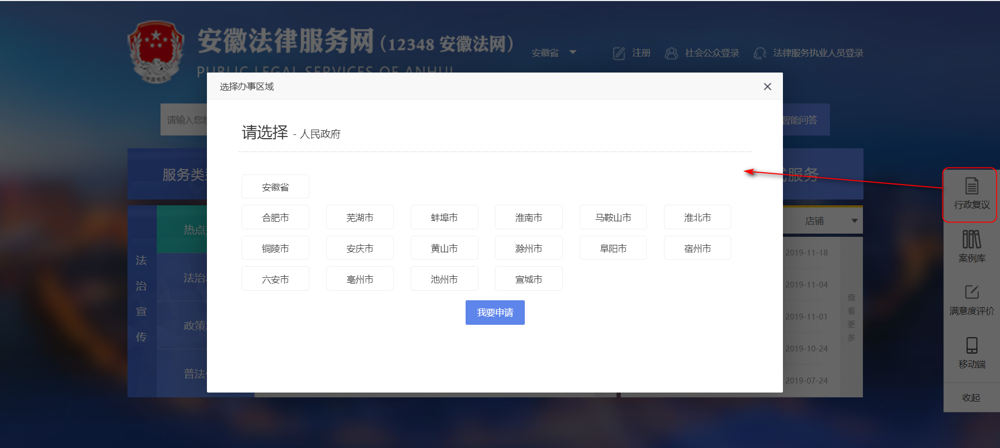 安徽法律服务网(12348 安徽法网)
PUBLIC LEGAL SERVICES OF ANHUI
安徽省
注册
社会公众登录
法律服务执业人员登录
选择办事区域
请输入您
智能问答
请选择 - 人民政府
服务类
服务
安徽省
合肥市 芜湖市 蚌埠市 淮南市 马鞍山市 淮北市
铜陵市 安庆市 黄山市 滁州市 阜阳市 宿州市
六安市 亳州市 池州市 宣城市
我要申请
法治宣传
热点
法治
政策
普法
店铺
2019-11-18
2019-11-04
2019-11-01
2019-10-24
2019-07-24
查看更多
行政复议
案例库
满意度评价
移动端
收起